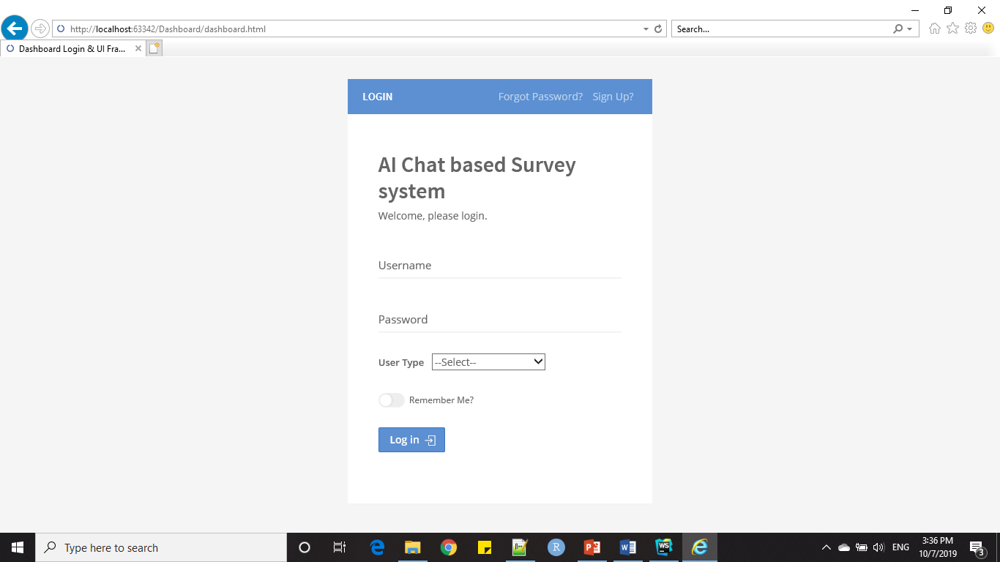 http://localhost:63342/Dashboard/dashboard.html
Search...
Dashboard Login & UI Fra...
LOGIN
Forgot Password?
Sign Up?
AI Chat based Survey
system
Welcome, please login.
Username
Password
User Type
--Select--
Remember Me?
Log in
Type here to search
N++
R
P
W
WS
ENG
3:36 PM
10/7/2019
3